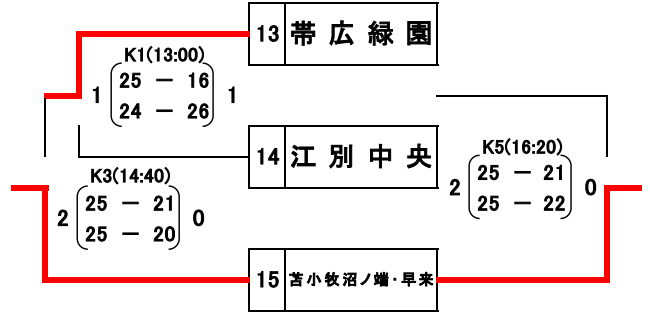 13 帯広緑園
K1(13:00)
1 25 － 16 1
24 － 26
14 江別中央
K5(16:20)
K3(14:40)
2 25 － 21 0
25 － 22
2 25 － 21 0
25 － 20
15 苫小牧沼ノ端・早来